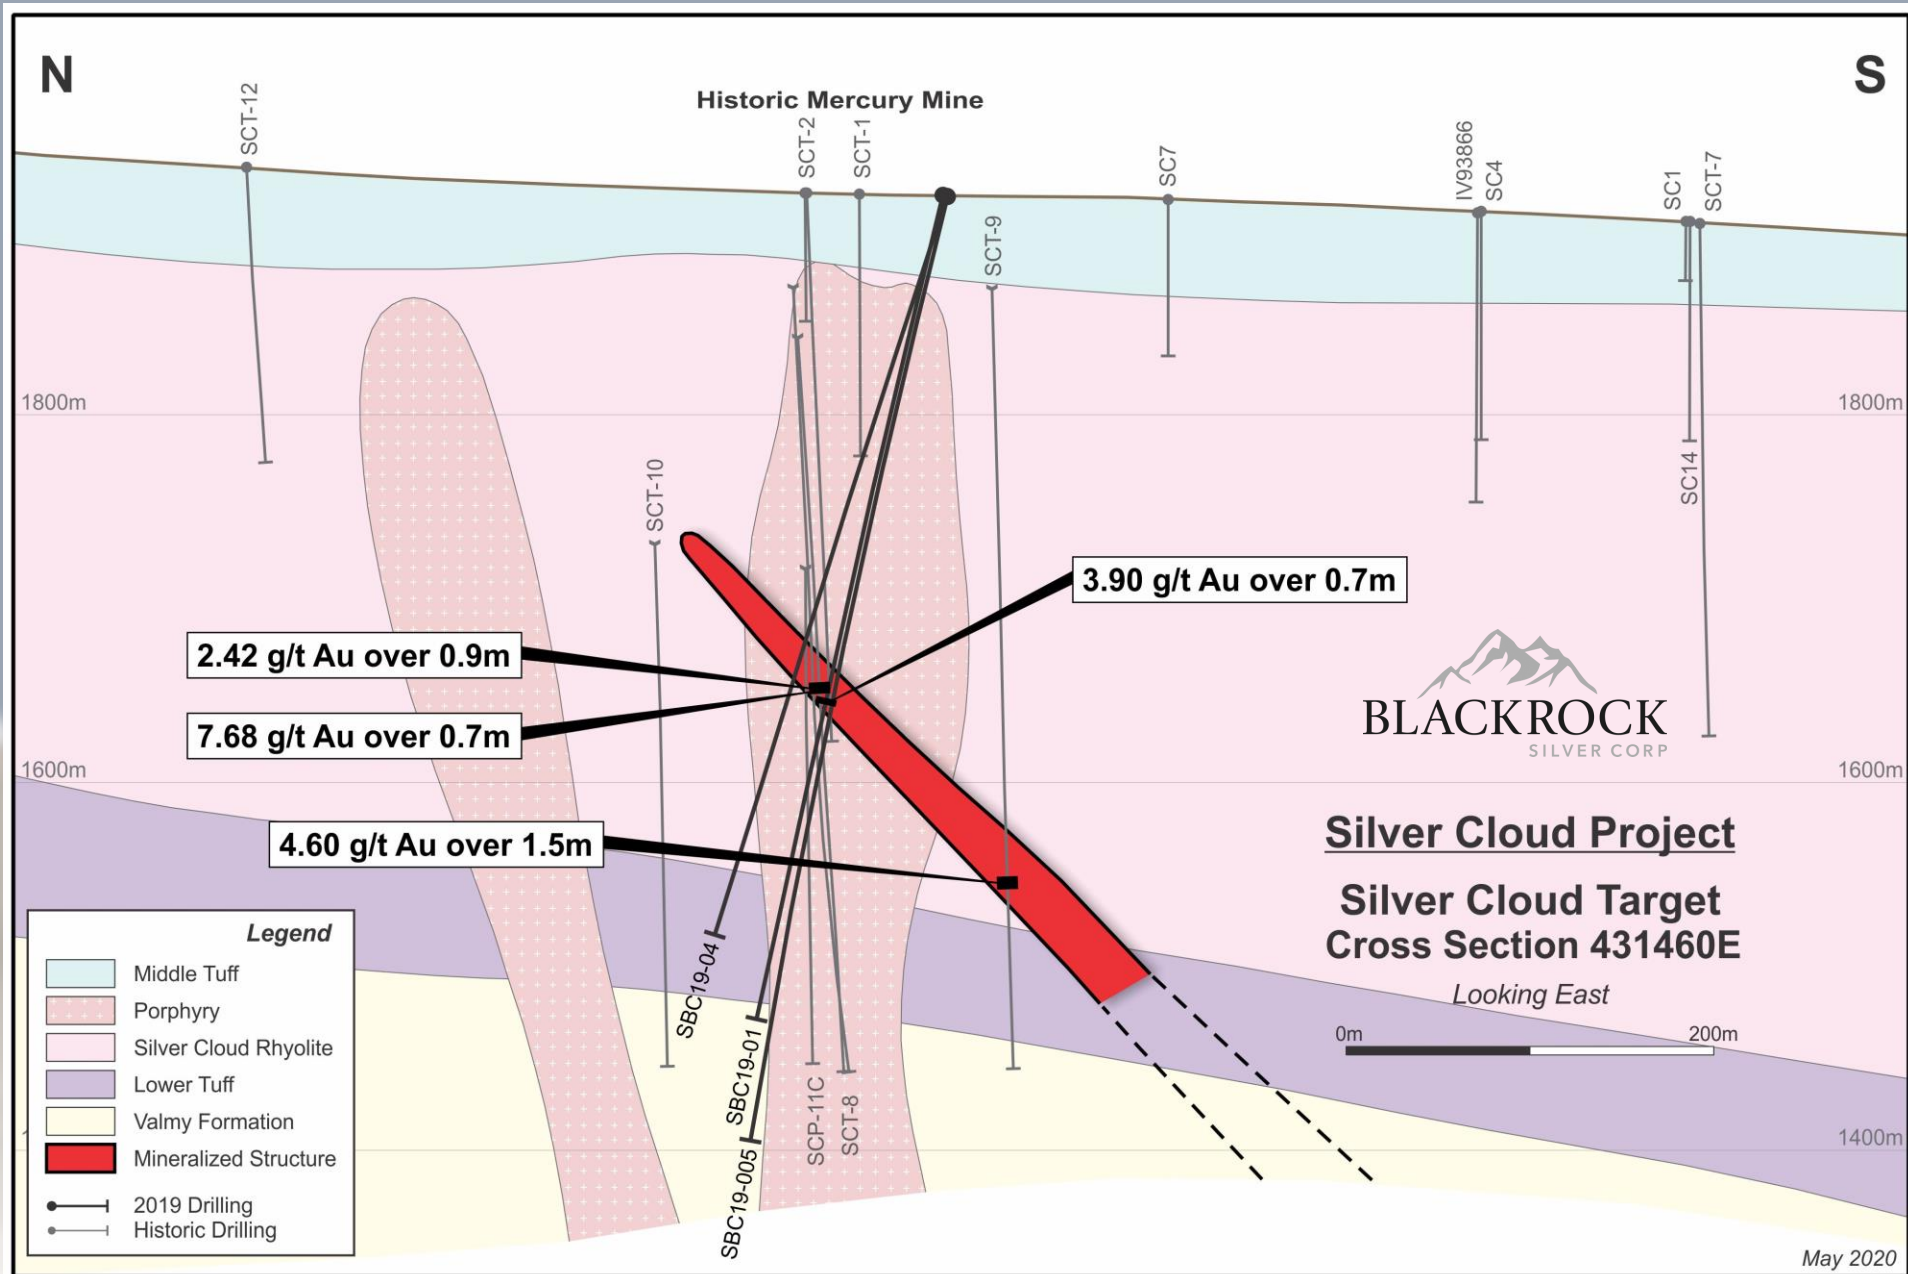 N
S
Historic Mercury Mine
SCT-12
SCT-2
SCT-1
SCT-9
SC7
IV93866
SC4
SC1
SCT-7
1800m
1800m
SCT-10
SC14
3.90 g/t Au over 0.7m
2.42 g/t Au over 0.9m
7.68 g/t Au over 0.7m
BLACKROCK
SILVER CORP
1600m
1600m
4.60 g/t Au over 1.5m
Silver Cloud Project
Silver Cloud Target
Cross Section 431460E
Looking East
0m
200m
SBC19-04
SBC19-01
SBC19-005
SCP-11C
SCT-8
1400m
Legend
Middle Tuff
Porphyry
Silver Cloud Rhyolite
Lower Tuff
Valmy Formation
Mineralized Structure
2019 Drilling
Historic Drilling
May 2020